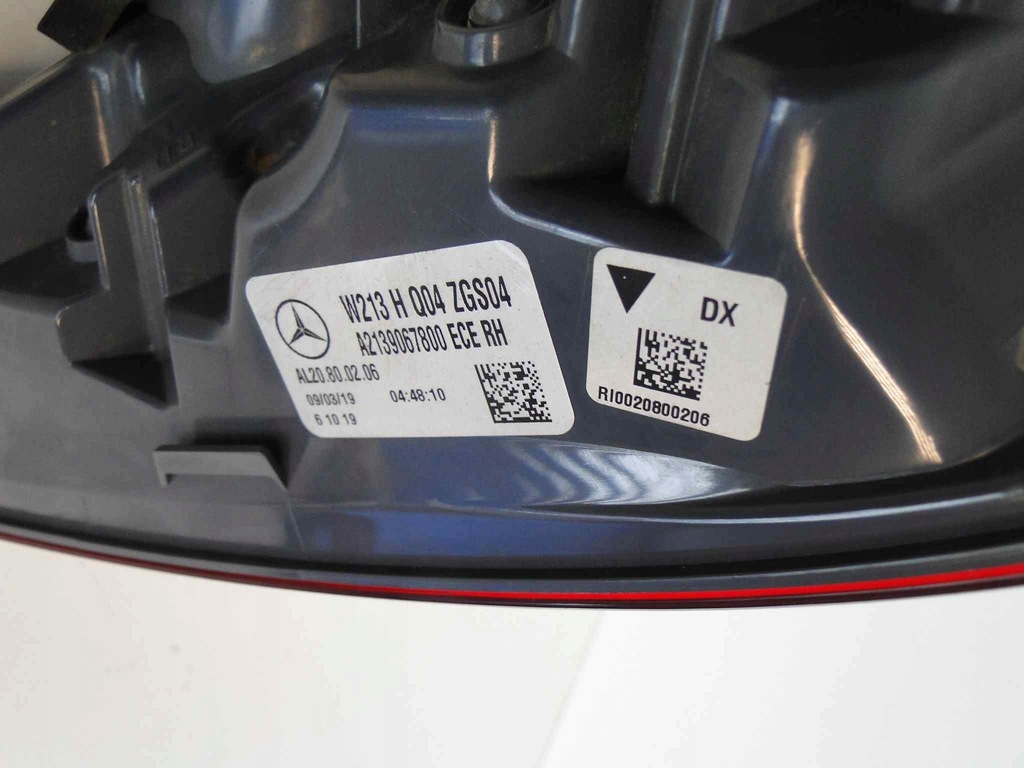 W213 H Q04 ZGS04
A2139067800 ECE RH
AL20.80.02.06
09/03/19 04:48:10
6 10 19
DX
RI0020800206